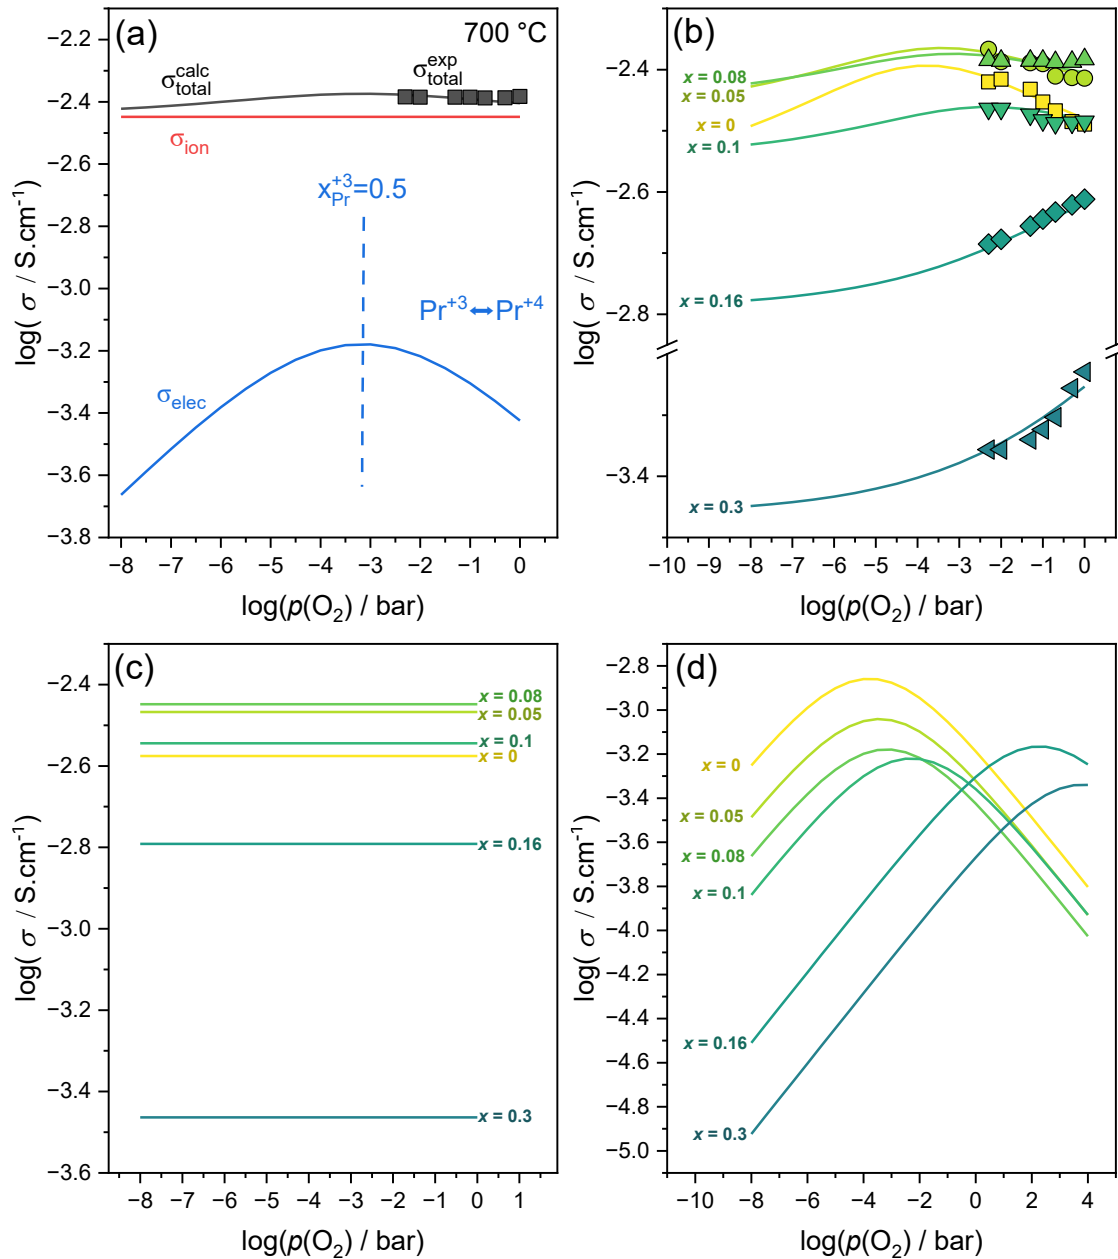 (a)
700 °C
σ_total^calc
σ_total^exp
σ_ion
x_Pr^+3=0.5
Pr^+3↔Pr^+4
σ_elec
−2.2
−2.4
−2.6
−2.8
−3.0
−3.2
−3.4
−3.6
−3.8
log( σ / S.cm⁻¹)
−8 −7 −6 −5 −4 −3 −2 −1 0
log(p(O₂) / bar)
(b)
x = 0.08
x = 0.05
x = 0
x = 0.1
x = 0.16
x = 0.3
−2.4
−2.6
−2.8
−3.4
log( σ / S.cm⁻¹)
−10 −9 −8 −7 −6 −5 −4 −3 −2 −1 0
log(p(O₂) / bar)
(c)
x = 0.08
x = 0.05
x = 0.1
x = 0
x = 0.16
x = 0.3
−2.4
−2.6
−2.8
−3.0
−3.2
−3.4
−3.6
log( σ / S.cm⁻¹)
−8 −7 −6 −5 −4 −3 −2 −1 0 1
log(p(O₂) / bar)
(d)
x = 0
x = 0.05
x = 0.08
x = 0.1
x = 0.16
x = 0.3
−2.8
−3.0
−3.2
−3.4
−3.6
−3.8
−4.0
−4.2
−4.4
−4.6
−4.8
−5.0
log( σ / S.cm⁻¹)
−10 −8 −6 −4 −2 0 2 4
log(p(O₂) / bar)